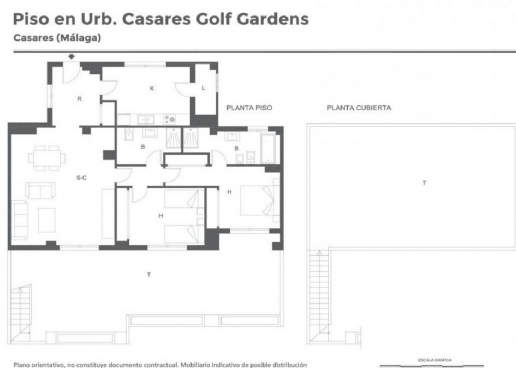 Piso en Urb. Casares Golf Gardens
Casares (Málaga)
R
K
L
PLANTA PISO
PLANTA CUBIERTA
B
B
S-C
H
H
T
T
Plano orientativo, no constituye documento contractual. Mobiliario indicativo de posible distribución
ESCALA GRÁFICA